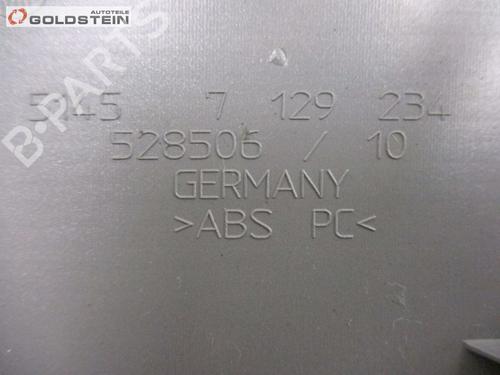 AUTOTEILE
GOLDSTEIN
B-PARTS
5145 7 129 234
528506 / 10
GERMANY
>ABS PC<